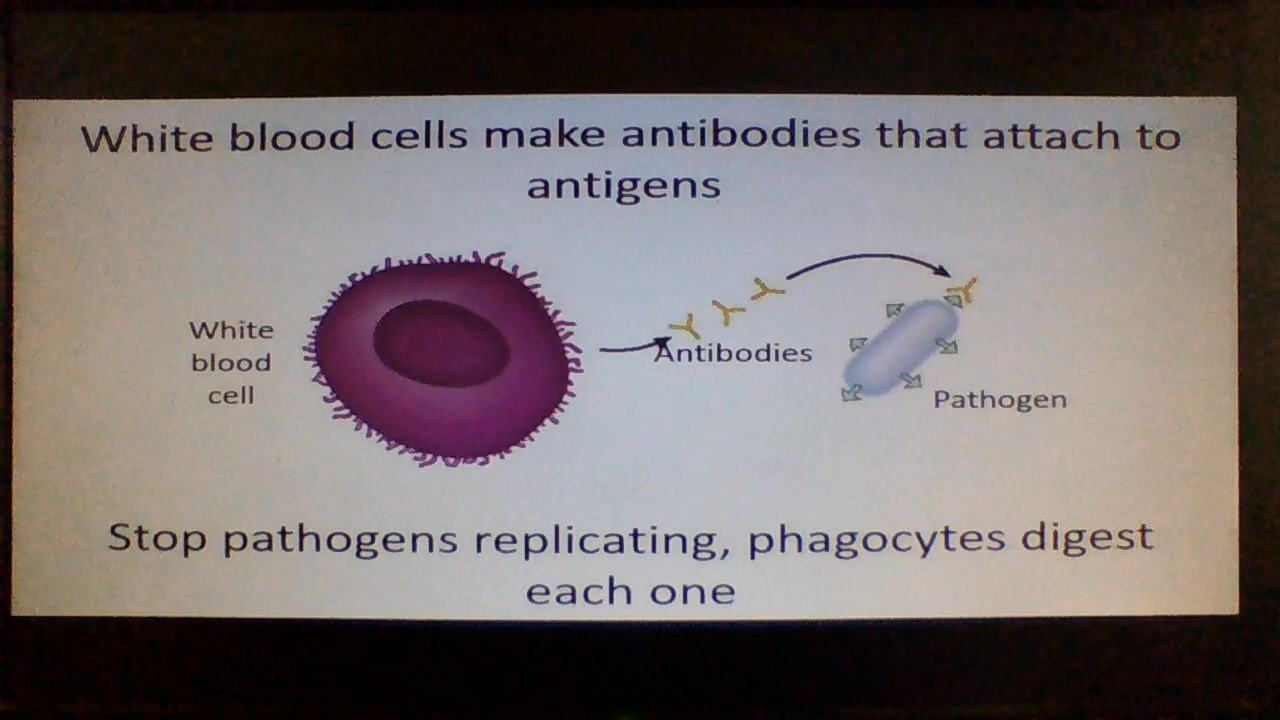 White blood cells make antibodies that attach to
antigens
White
blood
cell
Antibodies
Pathogen
Stop pathogens replicating, phagocytes digest
each one